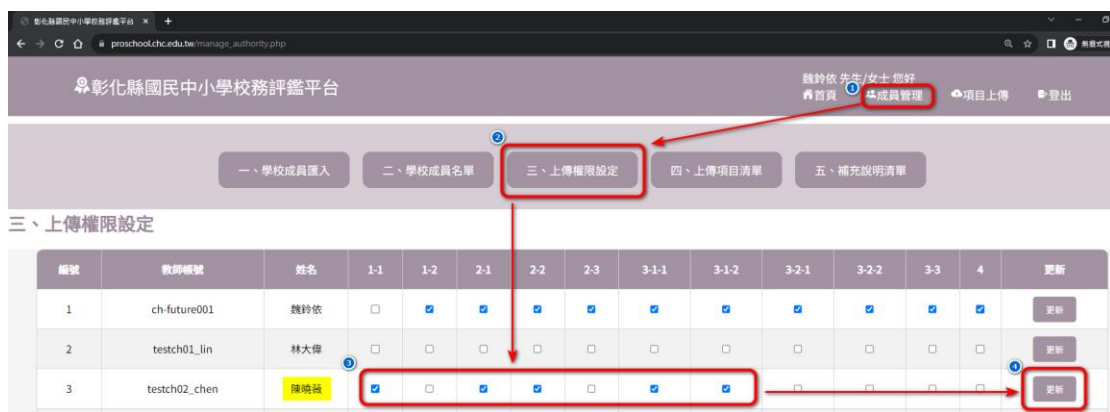 彰化縣國民中小學校務評鑑平台
proschool.chc.edu.tw/manage_authority.php
彰化縣國民中小學校務評鑑平台
魏鈴依 先生/女士 您好
首頁 1 成員管理 項目上傳 登出
2
一、學校成員匯入 二、學校成員名單 三、上傳權限設定 四、上傳項目清單 五、補充說明清單
三、上傳權限設定
編號 教師帳號 姓名 1-1 1-2 2-1 2-2 2-3 3-1-1 3-1-2 3-2-1 3-2-2 3-3 4 更新
1 ch-future001 魏鈴依 更新
2 testch01_lin 林大偉 更新
3 4
3 testch02_chen 陳曉薇 更新